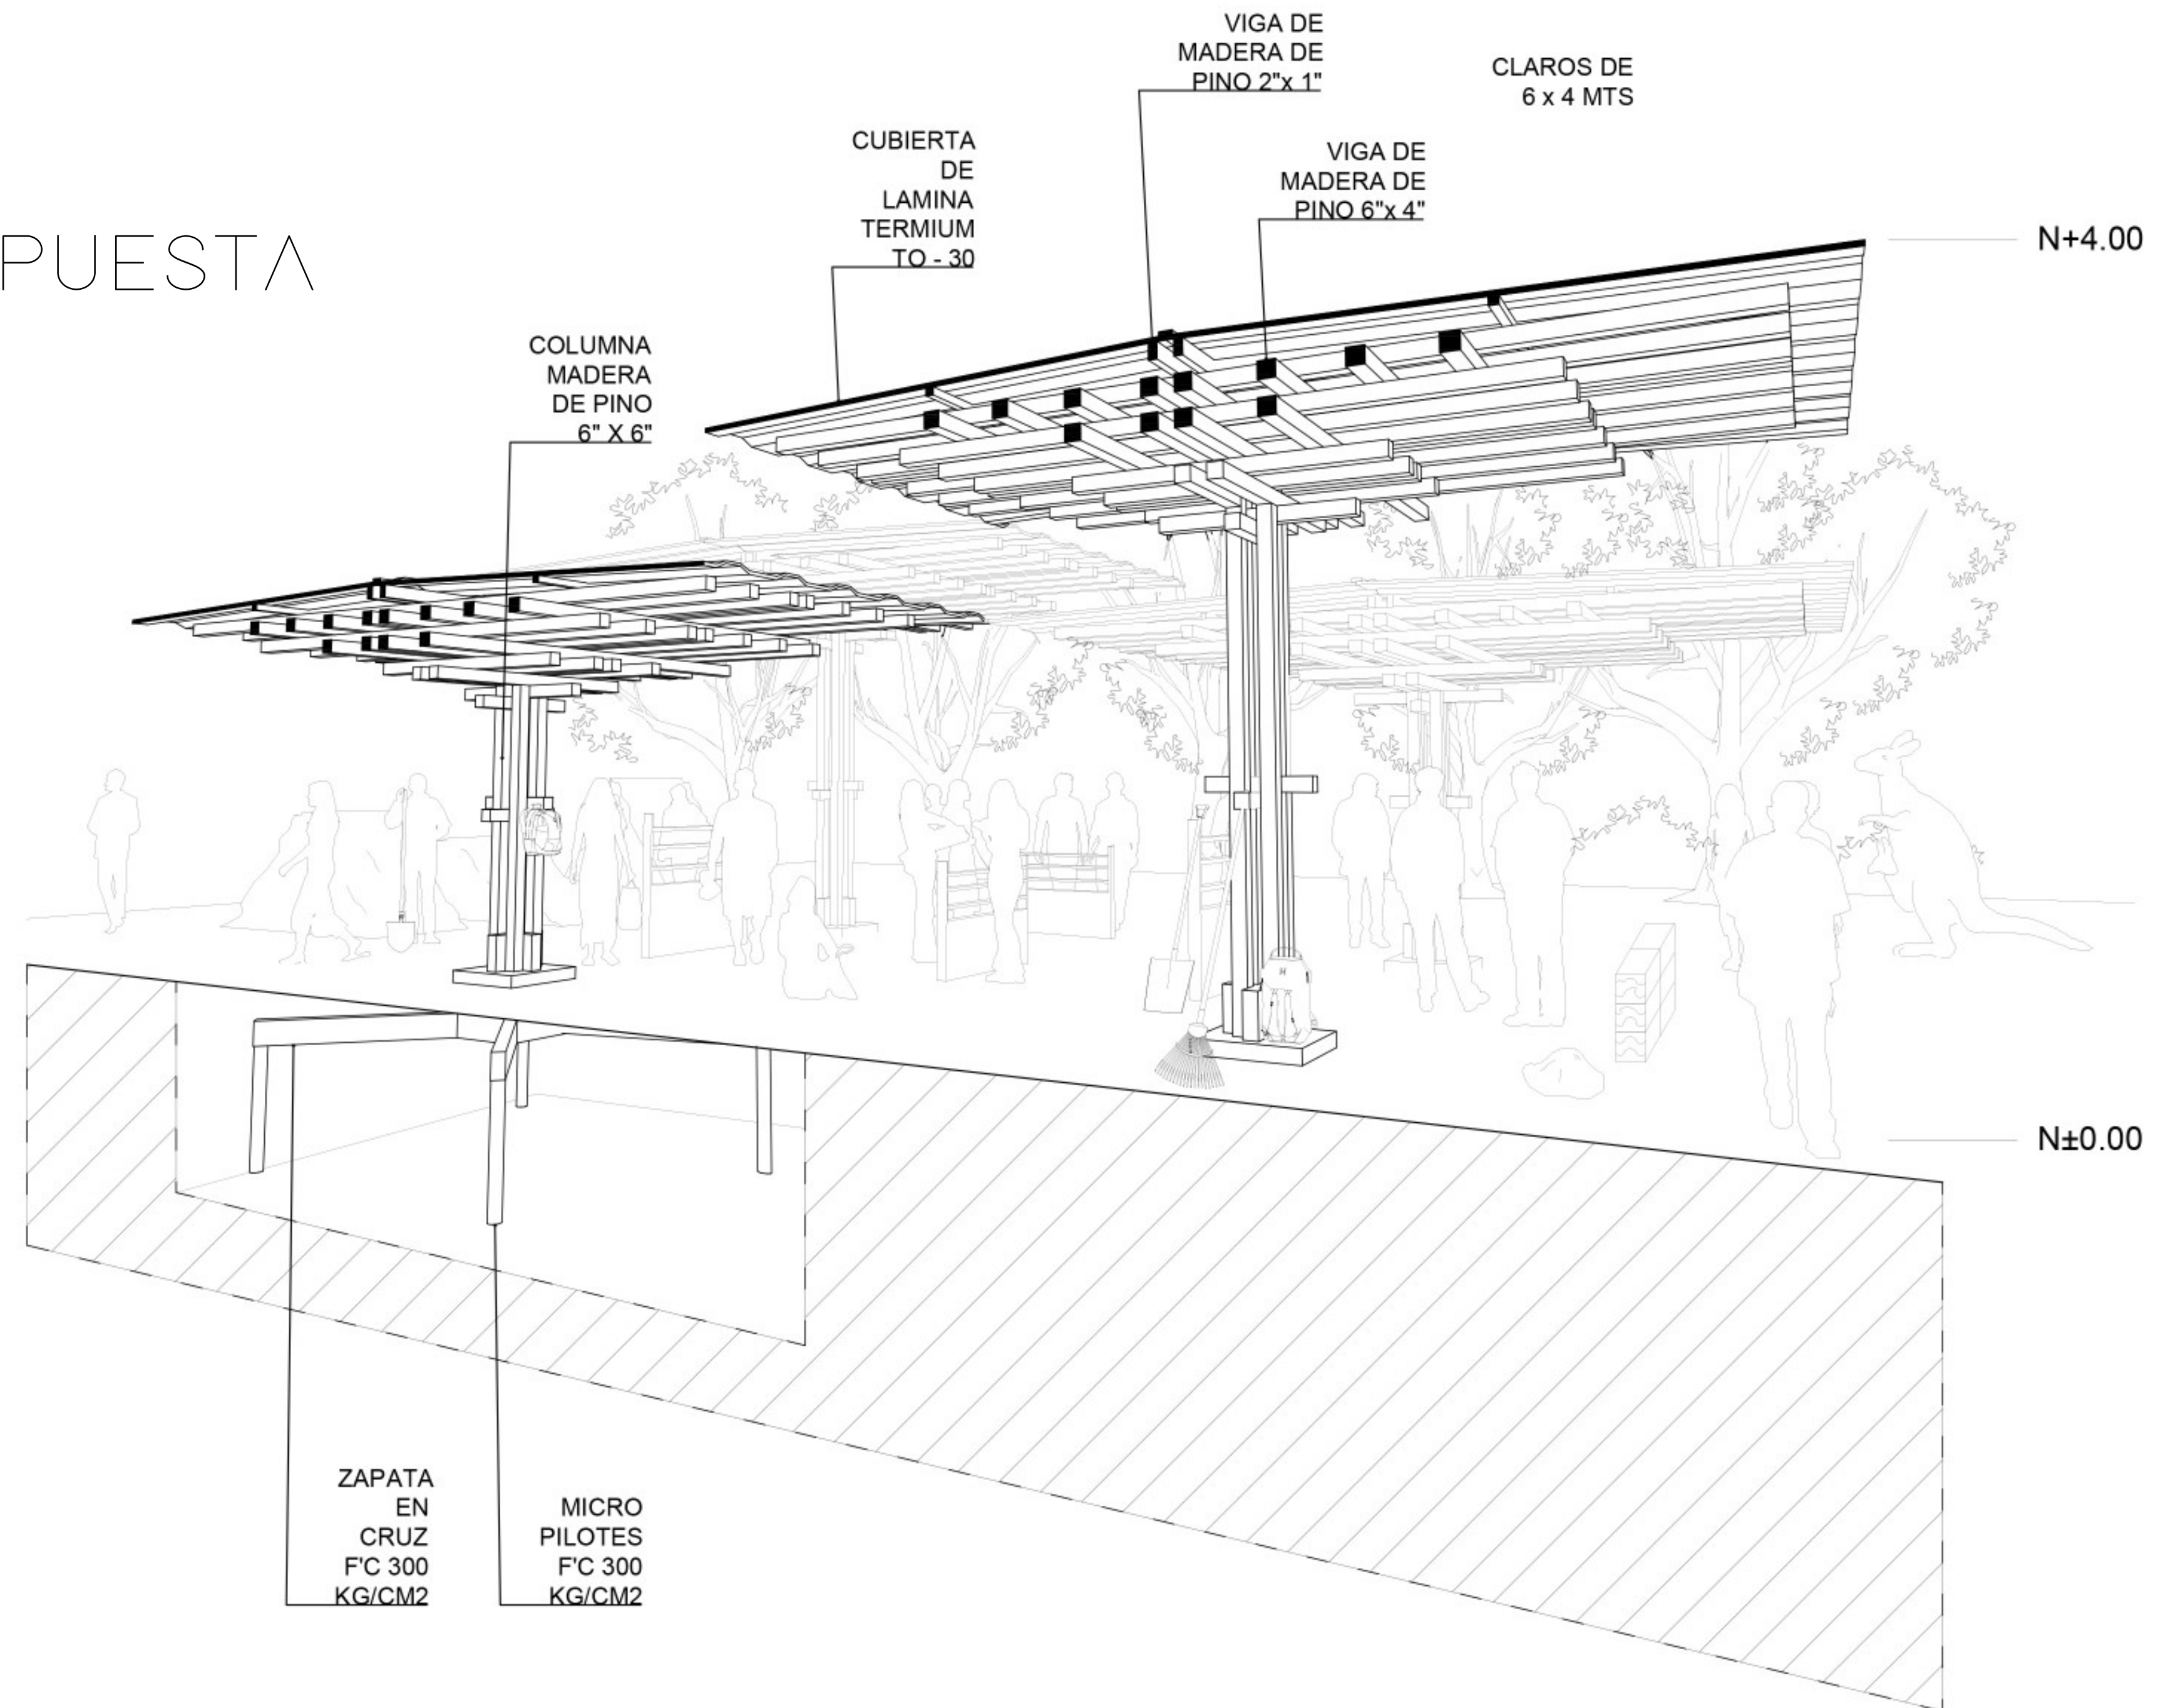 VIGA DE
MADERA DE
PINO 2"x 1"
CLAROS DE
6 x 4 MTS
CUBIERTA
DE
LAMINA
TERMIUM
TO - 30
VIGA DE
MADERA DE
PINO 6"x 4"
PUESTA
N+4.00
COLUMNA
MADERA
DE PINO
6" X 6"
H
N±0.00
ZAPATA
EN
CRUZ
F'C 300
KG/CM2
MICRO
PILOTES
F'C 300
KG/CM2